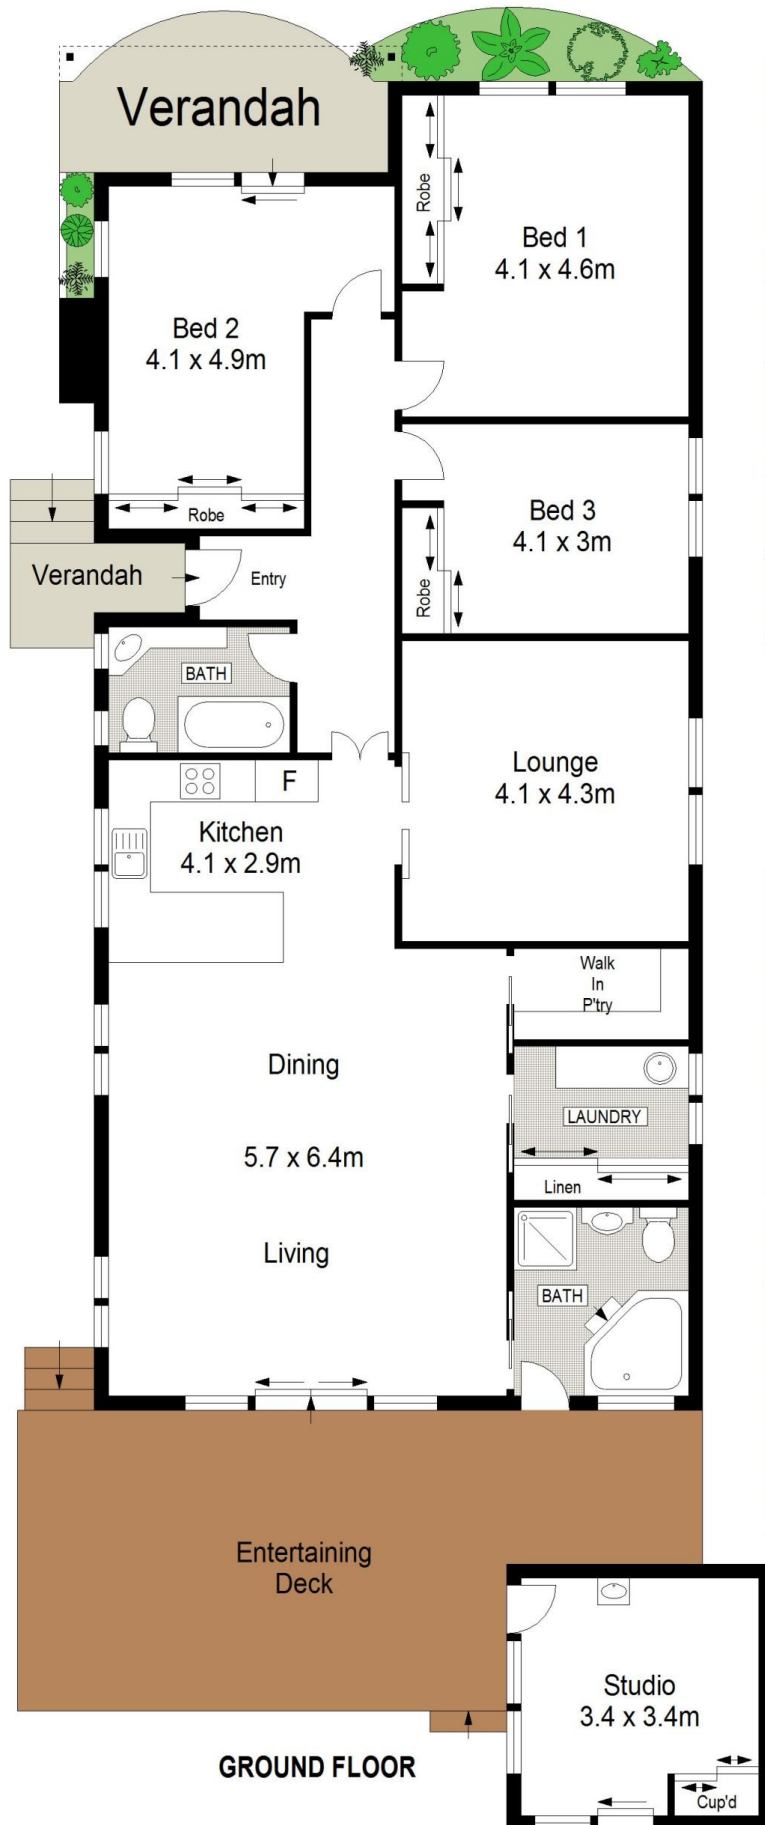 Verandah
Robe
Bed 1
4.1 x 4.6m
Bed 2
4.1 x 4.9m
Robe
Bed 3
4.1 x 3m
Robe
Verandah
Entry
BATH
F
Kitchen
4.1 x 2.9m
Lounge
4.1 x 4.3m
Walk
In
P'try
Dining
5.7 x 6.4m
Living
LAUNDRY
Linen
BATH
Entertaining
Deck
Studio
3.4 x 3.4m
Cup'd
GROUND FLOOR